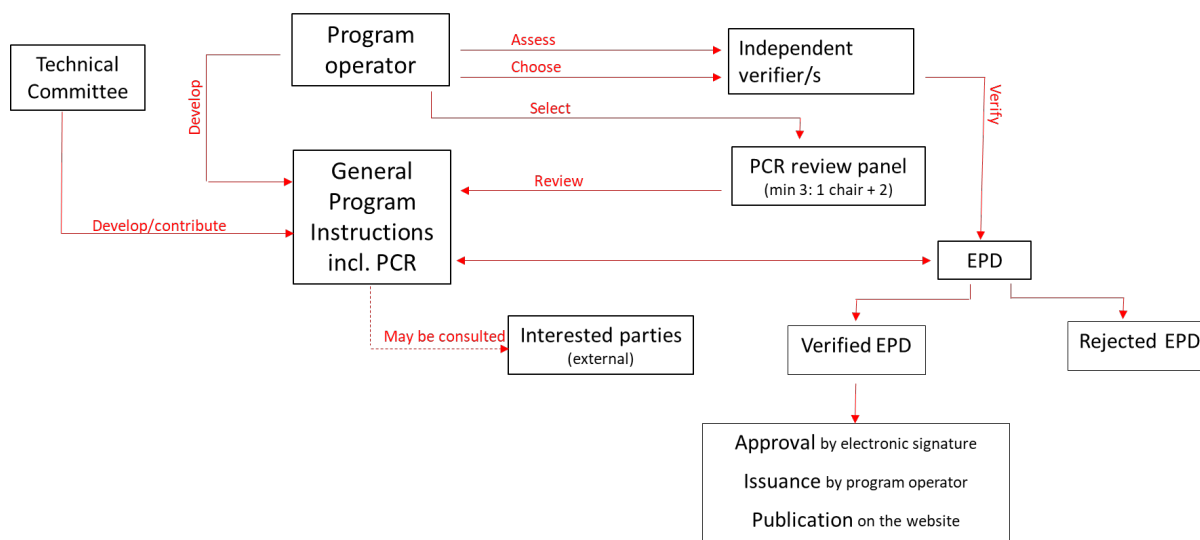 Program
operator
Assess
Choose
Independent
verifier/s
Technical
Committee
Develop
Select
Verify
General
Program
Instructions
incl. PCR
Review
PCR review panel
(min 3: 1 chair + 2)
Develop/contribute
EPD
May be consulted
Interested parties
(external)
Verified EPD
Rejected EPD
Approval by electronic signature
Issuance by program operator
Publication on the website